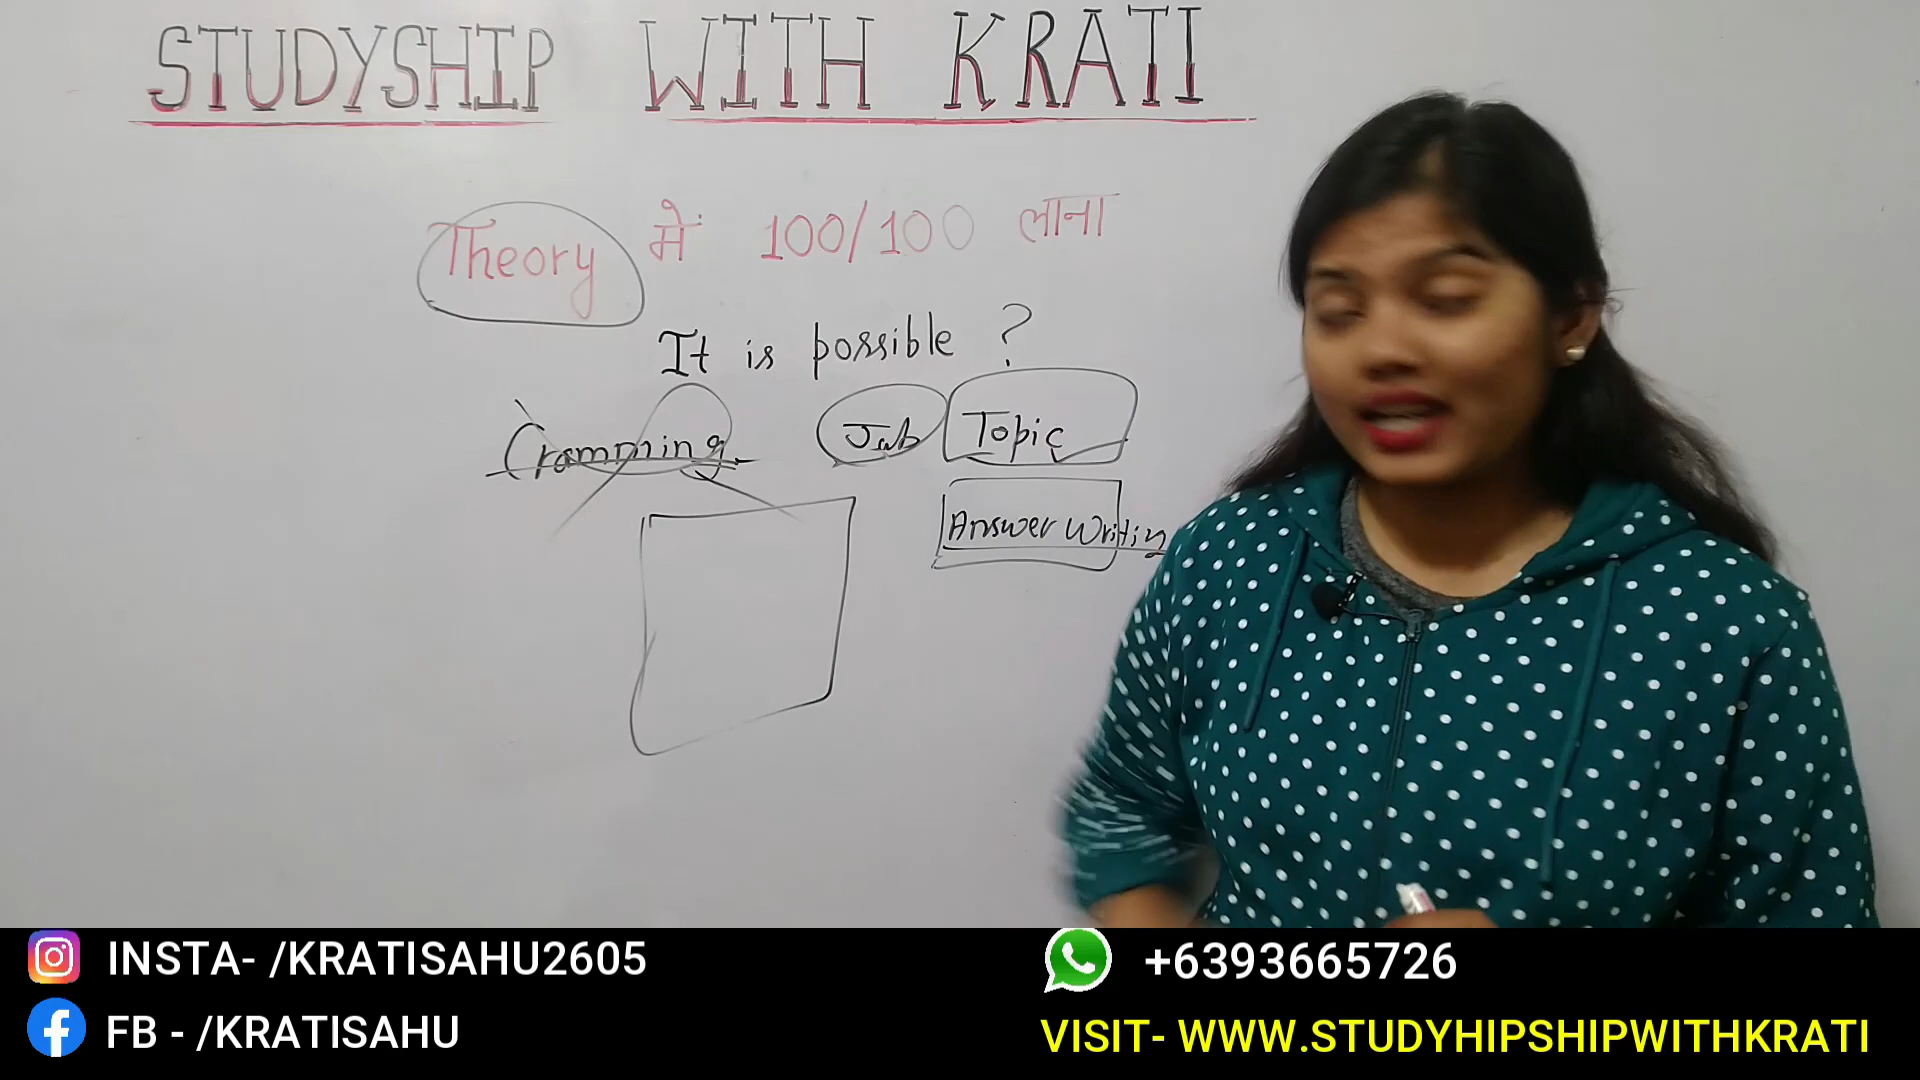 STUDYSHIP WITH KRATI
Theory में 100/100 लाना
It is possible ?
Cramming Jab Topic
Answer Writin
INSTA- /KRATISAHU2605
+6393665726
FB - /KRATISAHU
VISIT- WWW.STUDYHIPSHIPWITHKRATI